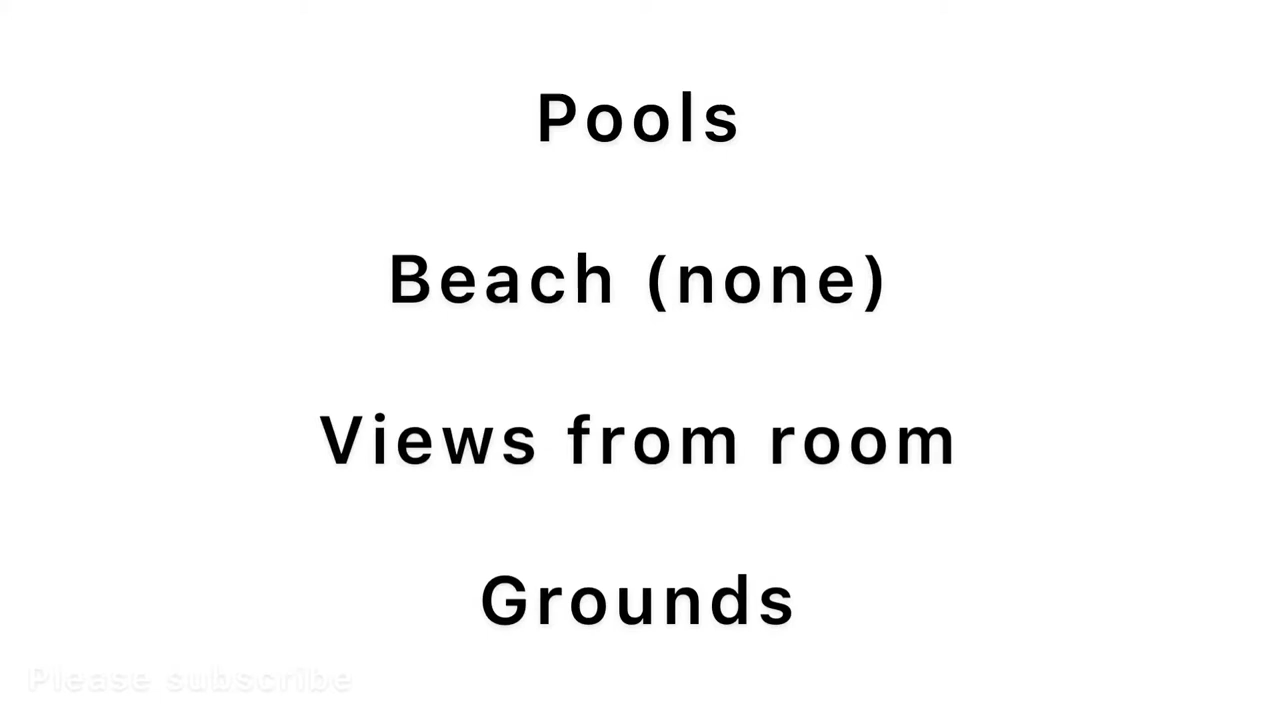 Pools
Beach (none)
Views from room
Grounds
Please subscribe